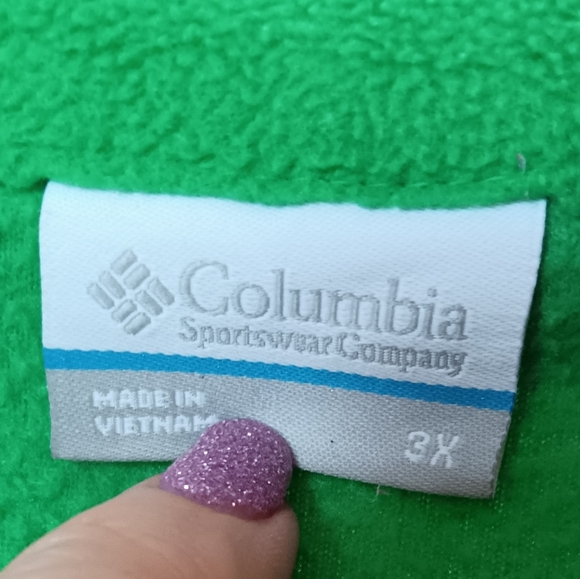 Columbia
Sportswear Company
MADE IN
VIETNAM
3X